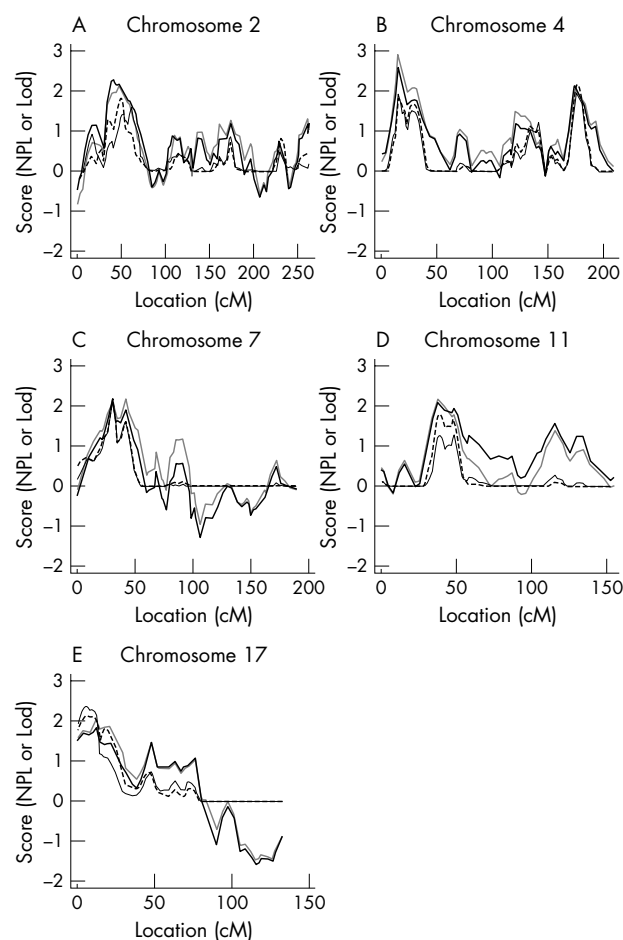 A Chromosome 2
3
2
1
0
−1
−2
Score (NPL or Lod)
0 50 100 150 200 250
Location (cM)
B Chromosome 4
3
2
1
0
−1
−2
Score (NPL or Lod)
0 50 100 150 200
Location (cM)
C Chromosome 7
3
2
1
0
−1
−2
Score (NPL or Lod)
0 50 100 150 200
Location (cM)
D Chromosome 11
3
2
1
0
−1
−2
Score (NPL or Lod)
0 50 100 150
Location (cM)
E Chromosome 17
3
2
1
0
−1
−2
Score (NPL or Lod)
0 50 100 150
Location (cM)